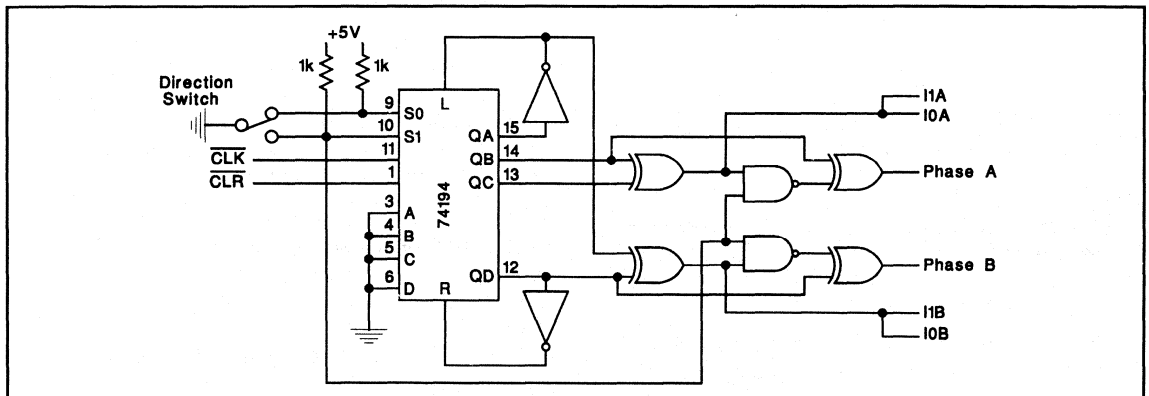 +5V
1k
1k
Direction
Switch
9
S0
10
S1
11
CLK
1
CLR
3
A
4
B
5
C
6
D
L
R
74194
QA
15
QB
14
QC
13
QD
12
I1A
I0A
Phase A
Phase B
I1B
I0B